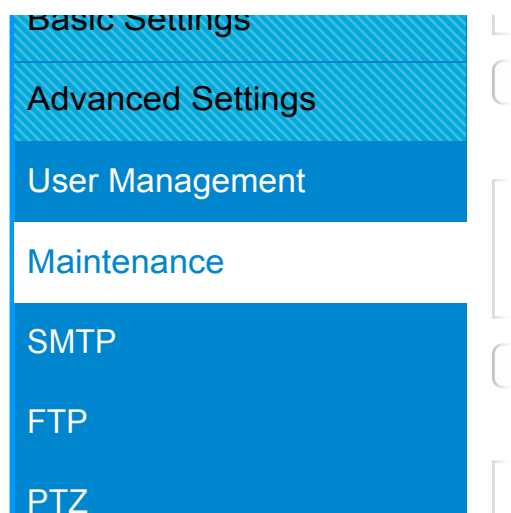 Basic Settings
Advanced Settings
User Management
Maintenance
SMTP
FTP
PTZ